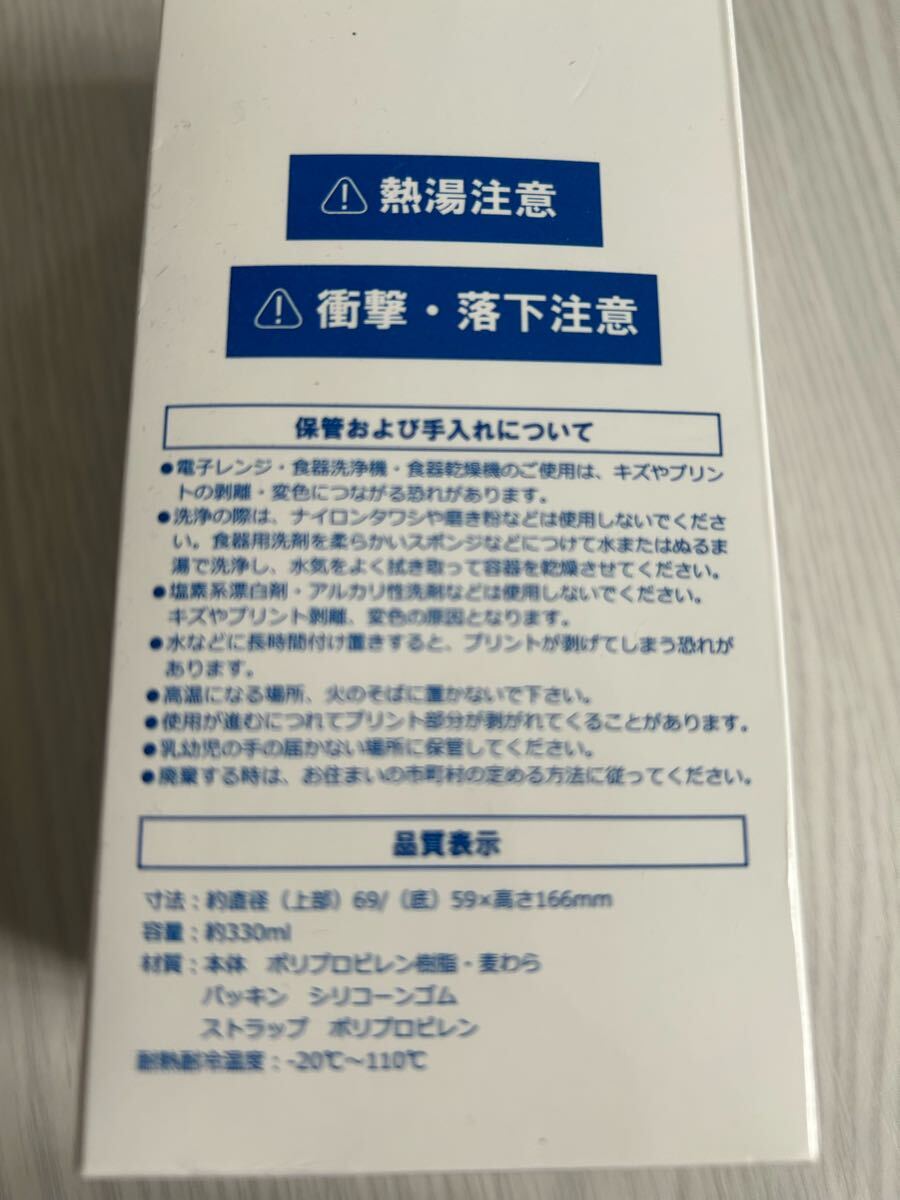 熱湯注意
衝撃・落下注意
保管および手入れについて
●電子レンジ・食器洗浄機・食器乾燥機のご使用は、キズやプリン
トの剥離・変色につながる恐れがあります。
●洗浄の際は、ナイロンタワシや磨き粉などは使用しないでくださ
い。食器用洗剤を柔らかいスポンジなどにつけて水またはぬるま
湯で洗浄し、水気をよく拭き取って容器を乾燥させてください。
●塩素系漂白剤・アルカリ性洗剤などは使用しないでください。
キズやプリント剥離、変色の原因となります。
●水などに長時間付け置きすると、プリントが剥げてしまう恐れが
あります。
●高温になる場所、火のそばに置かないで下さい。
●使用が進むにつれてプリント部分が剥がれてくることがあります。
●乳幼児の手の届かない場所に保管してください。
●廃棄する時は、お住まいの市町村の定める方法に従ってください。
品質表示
寸法：約直径（上部）69/（底）59×高さ166mm
容量：約330ml
材質：本体　ポリプロピレン樹脂・麦わら
パッキン　シリコーンゴム
ストラップ　ポリプロピレン
耐熱耐冷温度：-20℃～110℃